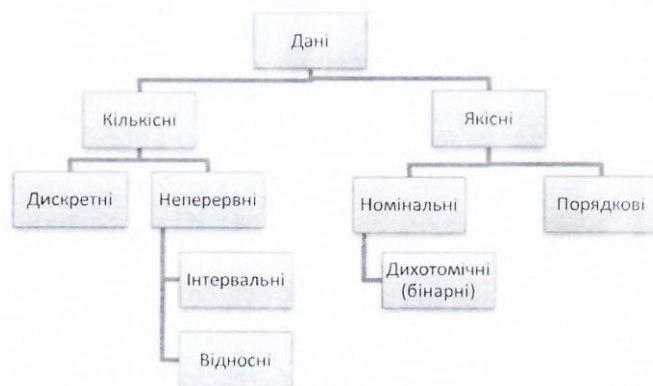 Дані
Кількісні
Якісні
Дискретні
Неперервні
Номінальні
Порядкові
Інтервальні
Дихотомічні
(бінарні)
Відносні